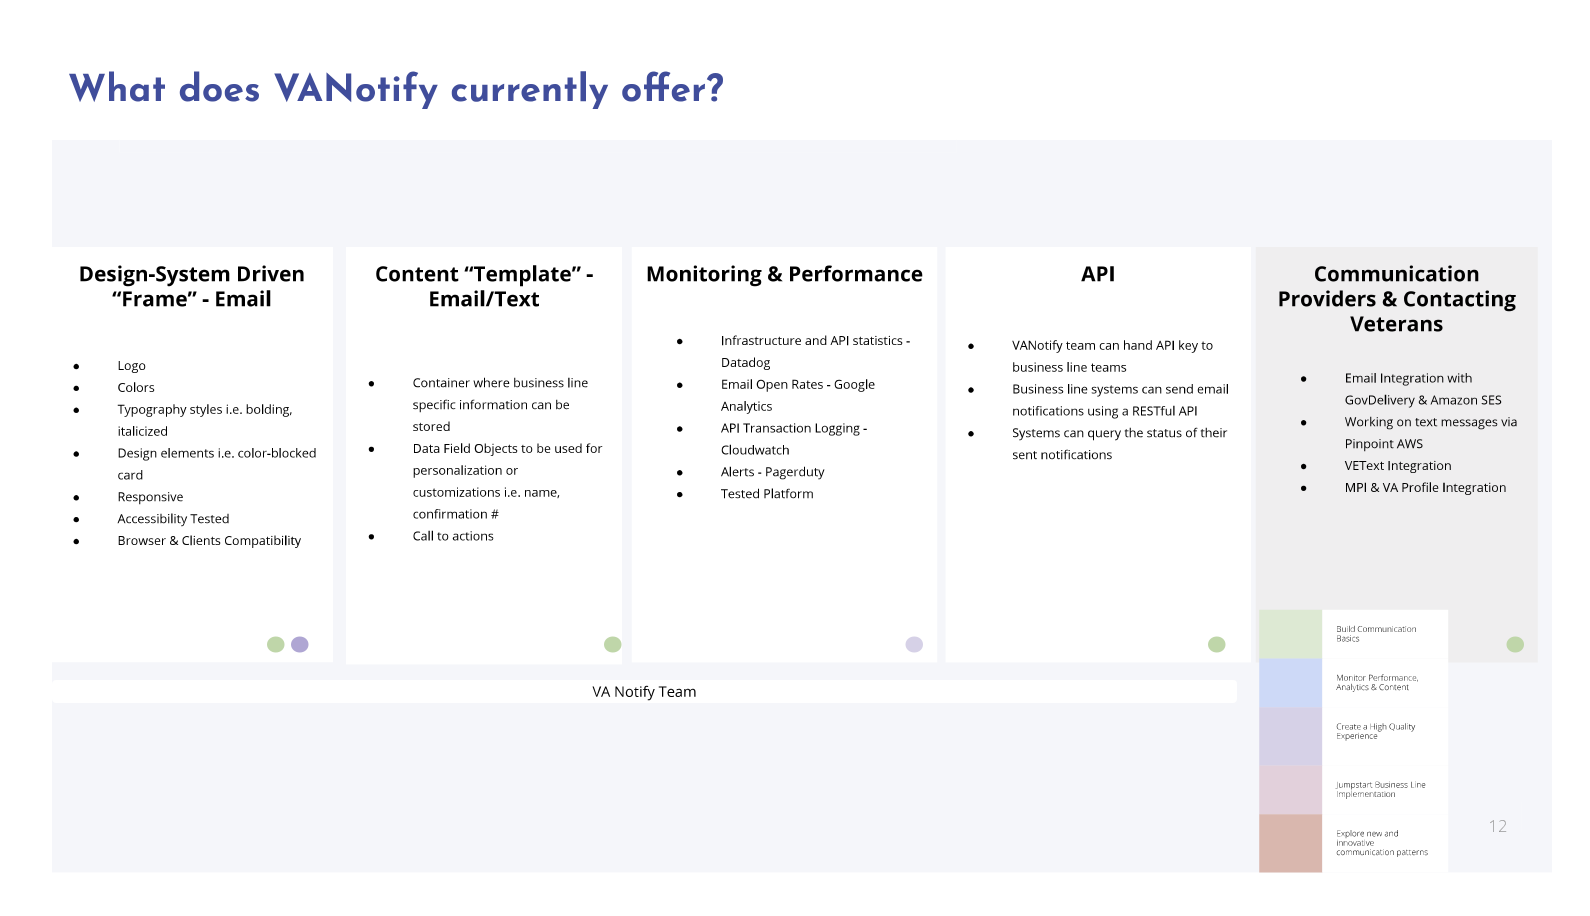 What does VANotify currently offer?
Design-System Driven
“Frame” - Email
● Logo
● Colors
● Typography styles i.e. bolding,
italicized
● Design elements i.e. color-blocked
card
● Responsive
● Accessibility Tested
● Browser & Clients Compatibility
Content “Template” -
Email/Text
● Container where business line
specific information can be
stored
● Data Field Objects to be used for
personalization or
customizations i.e. name,
confirmation #
● Call to actions
Monitoring & Performance
● Infrastructure and API statistics -
Datadog
● Email Open Rates - Google
Analytics
● API Transaction Logging -
Cloudwatch
● Alerts - Pagerduty
● Tested Platform
API
● VANotify team can hand API key to
business line teams
● Business line systems can send email
notifications using a RESTful API
● Systems can query the status of their
sent notifications
Communication
Providers & Contacting
Veterans
● Email Integration with
GovDelivery & Amazon SES
● Working on text messages via
Pinpoint AWS
● VEText Integration
● MPI & VA Profile Integration
VA Notify Team
Build Communication
Basics
Monitor Performance,
Analytics & Content
Create a High Quality
Experience
Jumpstart Business Line
Implementation
Explore new and
innovative
communication patterns
12